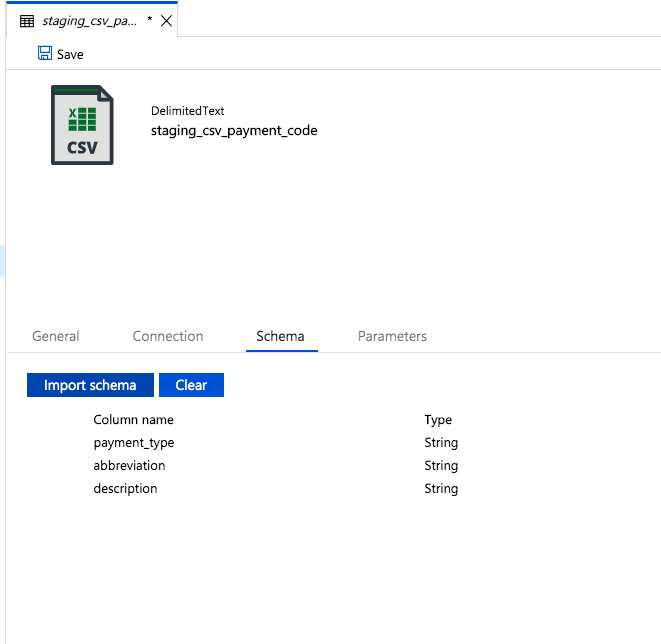 staging_csv_pa... *
Save
CSV
DelimitedText
staging_csv_payment_code
General Connection Schema Parameters
Import schema Clear
Column name Type
payment_type String
abbreviation String
description String